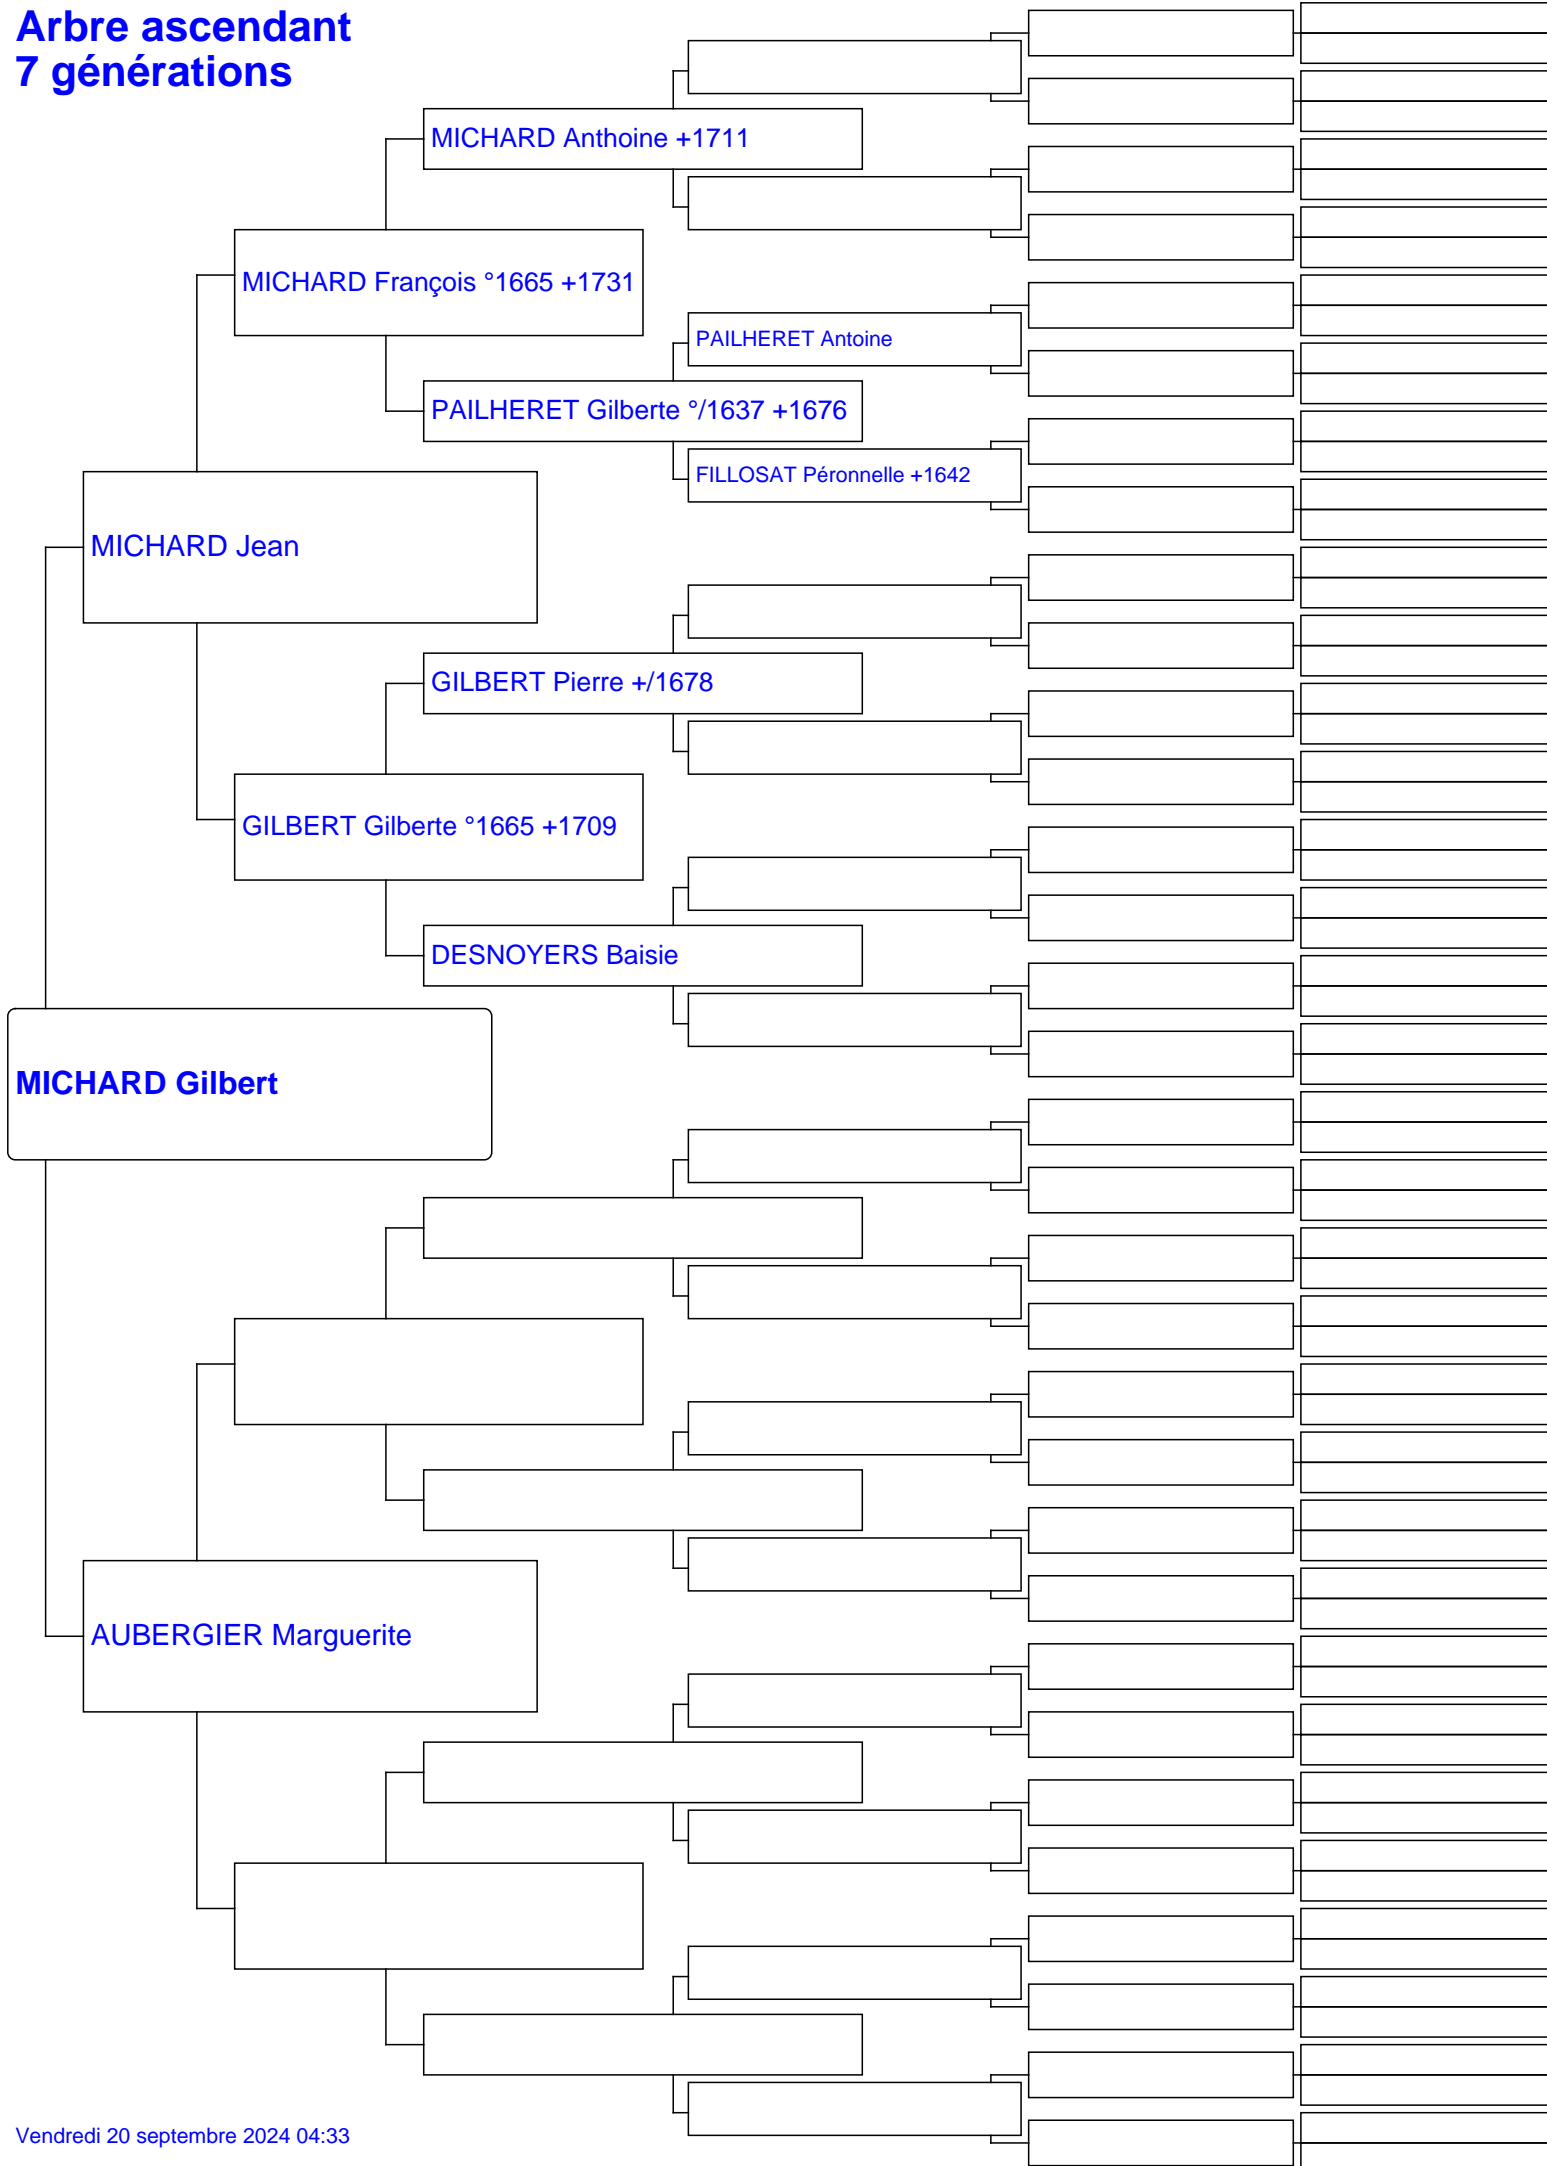 Arbre ascendant
7 générations
MICHARD Anthoine +1711
MICHARD François °1665 +1731
PAILHERET Antoine
PAILHERET Gilberte °/1637 +1676
FILLOSAT Péronnelle +1642
MICHARD Jean
GILBERT Pierre +/1678
GILBERT Gilberte °1665 +1709
DESNOYERS Baisie
MICHARD Gilbert
AUBERGIER Marguerite
Vendredi 20 septembre 2024 04:33